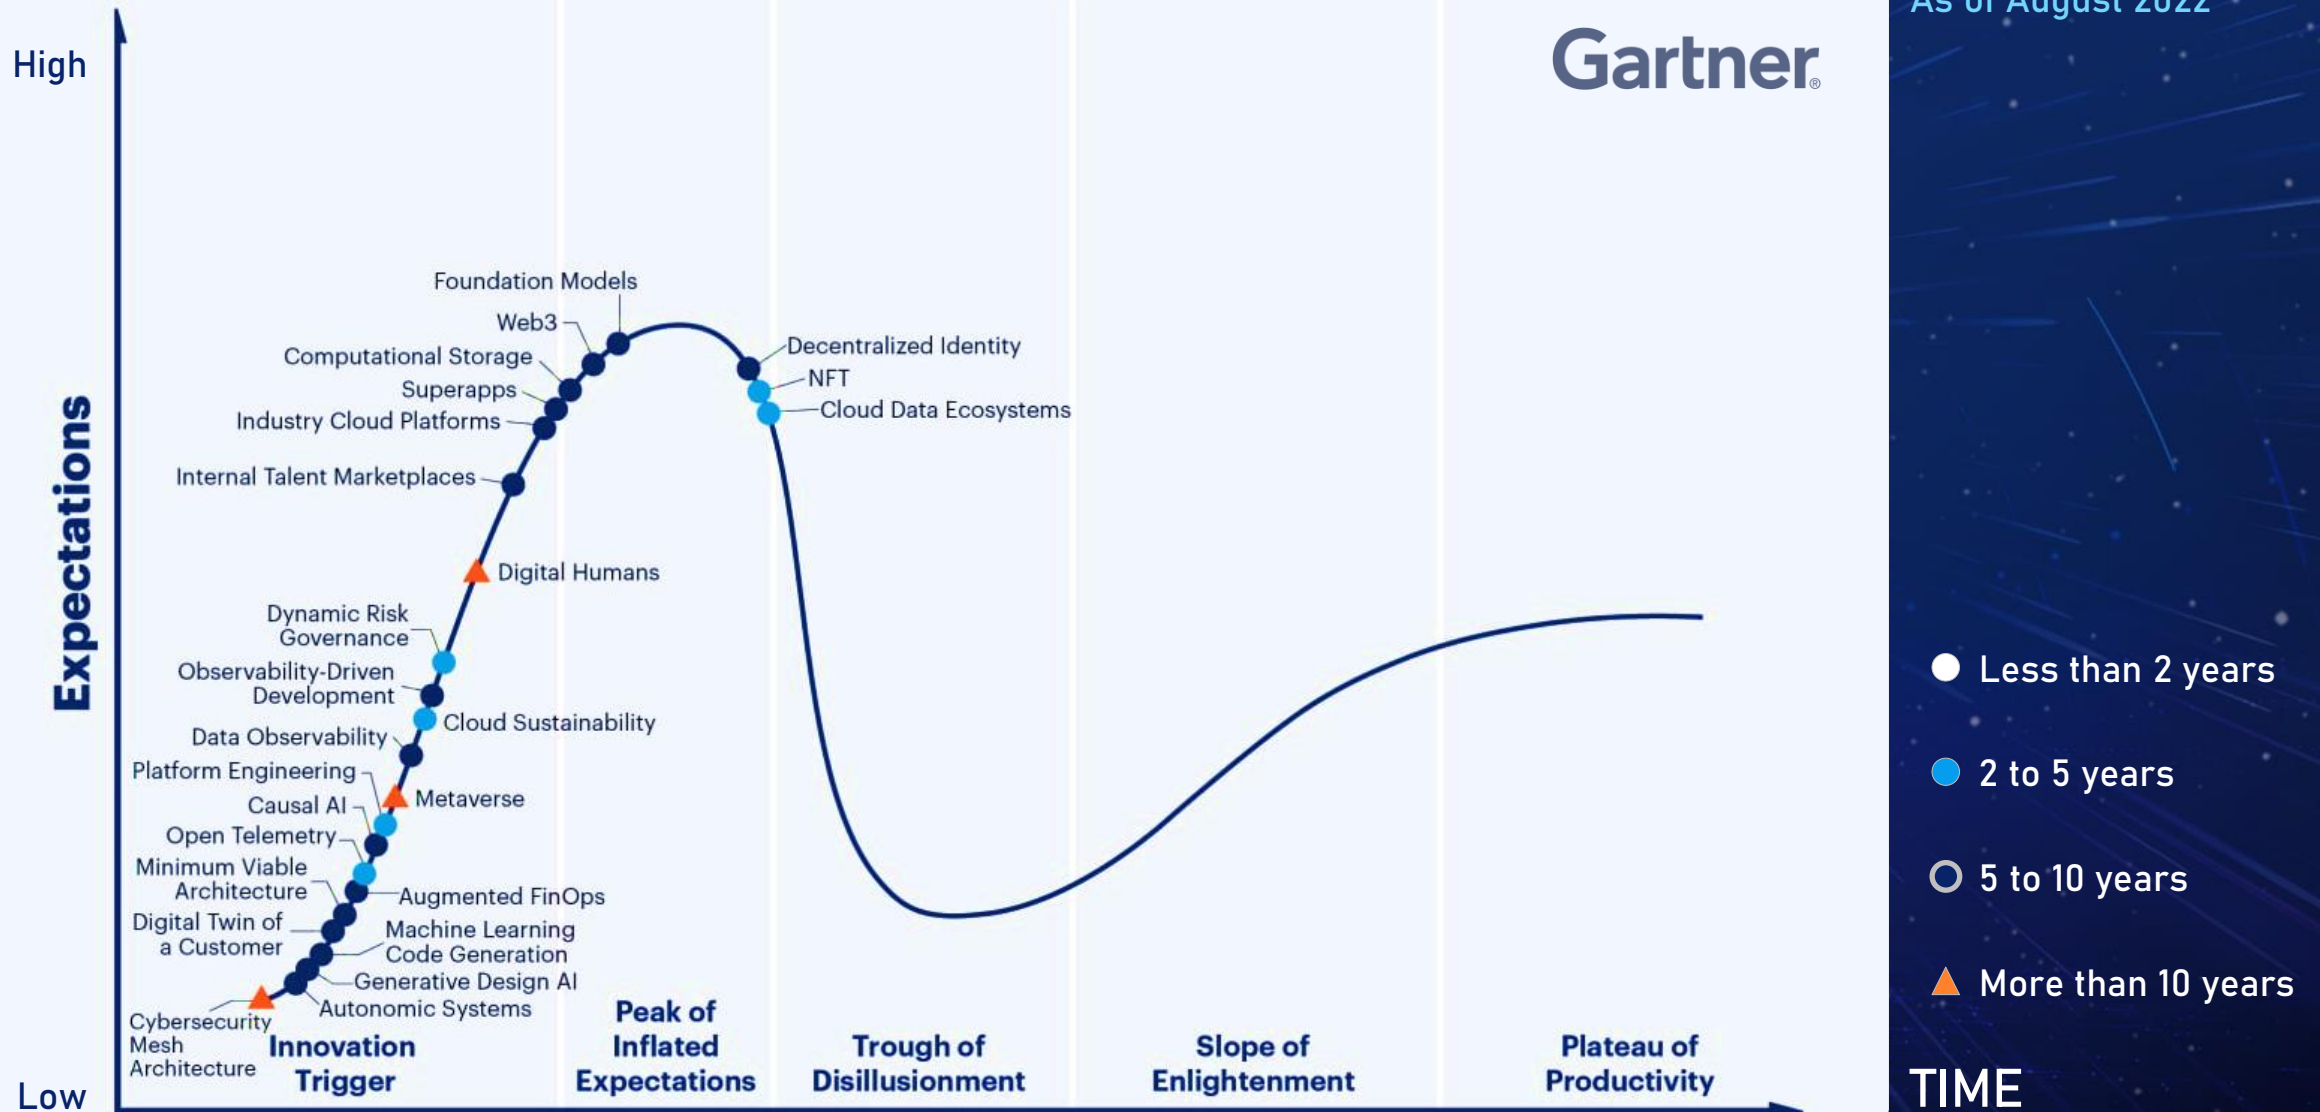 As of August 2022
High
Gartner®
Expectations
Foundation Models
Web3
Computational Storage
Superapps
Industry Cloud Platforms
Internal Talent Marketplaces
Decentralized Identity
NFT
Cloud Data Ecosystems
Digital Humans
Dynamic Risk
Governance
Observability-Driven
Development
Cloud Sustainability
Data Observability
Platform Engineering
Metaverse
Causal AI
Open Telemetry
Minimum Viable
Architecture
Augmented FinOps
Digital Twin of
a Customer
Machine Learning
Code Generation
Generative Design AI
Autonomic Systems
Cybersecurity
Mesh
Architecture
Innovation
Trigger
Peak of
Inflated
Expectations
Trough of
Disillusionment
Slope of
Enlightenment
Plateau of
Productivity
Low
Less than 2 years
2 to 5 years
5 to 10 years
More than 10 years
TIME